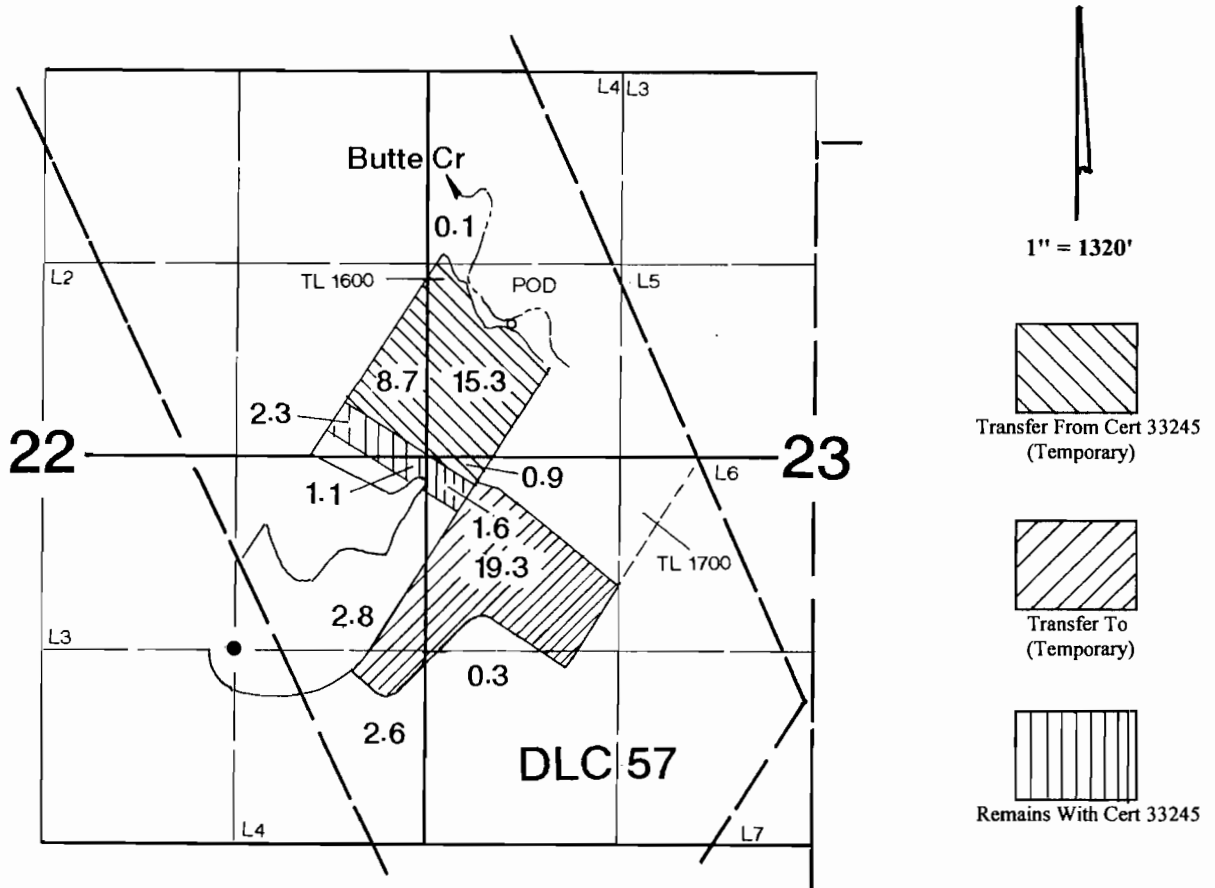 L4 L3
Butte Cr
0.1
1" = 1320'
L2
TL 1600
POD
L5
8.7
15.3
2.3
Transfer From Cert 33245
(Temporary)
22
23
0.9
L6
1.1
1.6
TL 1700
19.3
2.8
Transfer To
(Temporary)
L3
0.3
2.6
DLC 57
Remains With Cert 33245
L4
L7